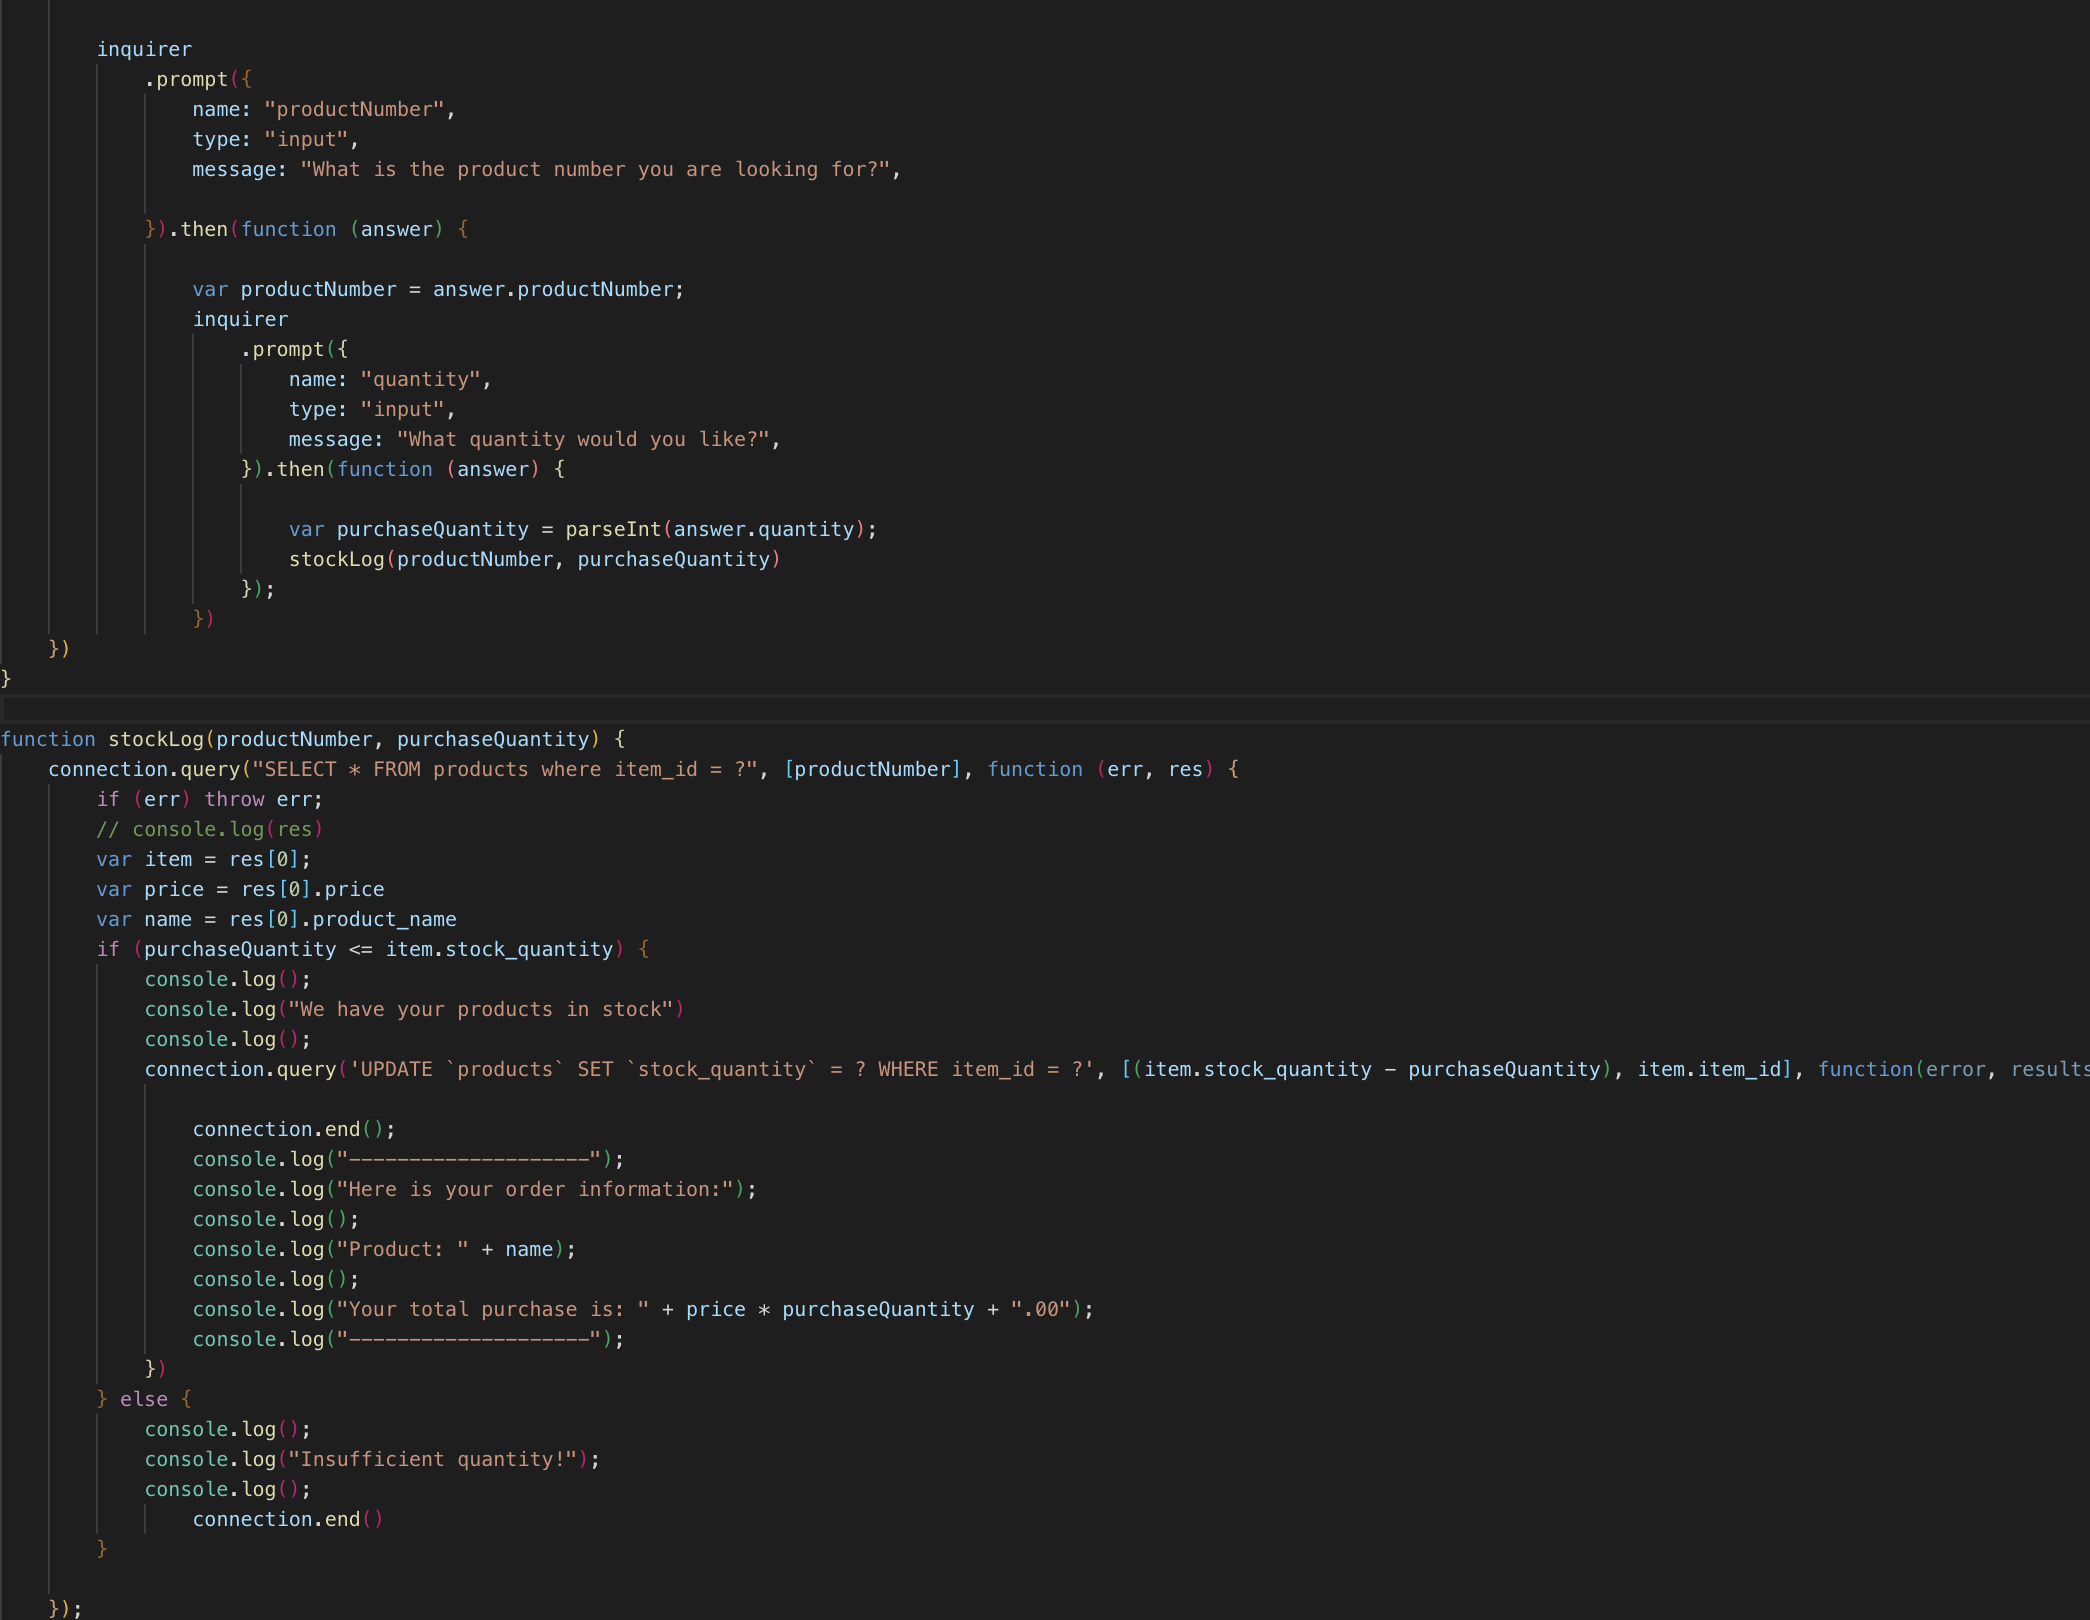 inquirer
.prompt({
name: "productNumber",
type: "input",
message: "What is the product number you are looking for?",
}).then(function (answer) {
var productNumber = answer.productNumber;
inquirer
.prompt({
name: "quantity",
type: "input",
message: "What quantity would you like?",
}).then(function (answer) {
var purchaseQuantity = parseInt(answer.quantity);
stockLog(productNumber, purchaseQuantity)
});
})
})
}
function stockLog(productNumber, purchaseQuantity) {
connection.query("SELECT * FROM products where item_id = ?", [productNumber], function (err, res) {
if (err) throw err;
// console.log(res)
var item = res[0];
var price = res[0].price
var name = res[0].product_name
if (purchaseQuantity <= item.stock_quantity) {
console.log();
console.log("We have your products in stock")
console.log();
connection.query('UPDATE `products` SET `stock_quantity` = ? WHERE item_id = ?', [(item.stock_quantity - purchaseQuantity), item.item_id], function(error, results
connection.end();
console.log("--------------------");
console.log("Here is your order information:");
console.log();
console.log("Product: " + name);
console.log();
console.log("Your total purchase is: " + price * purchaseQuantity + ".00");
console.log("--------------------");
})
} else {
console.log();
console.log("Insufficient quantity!");
console.log();
connection.end()
}
});